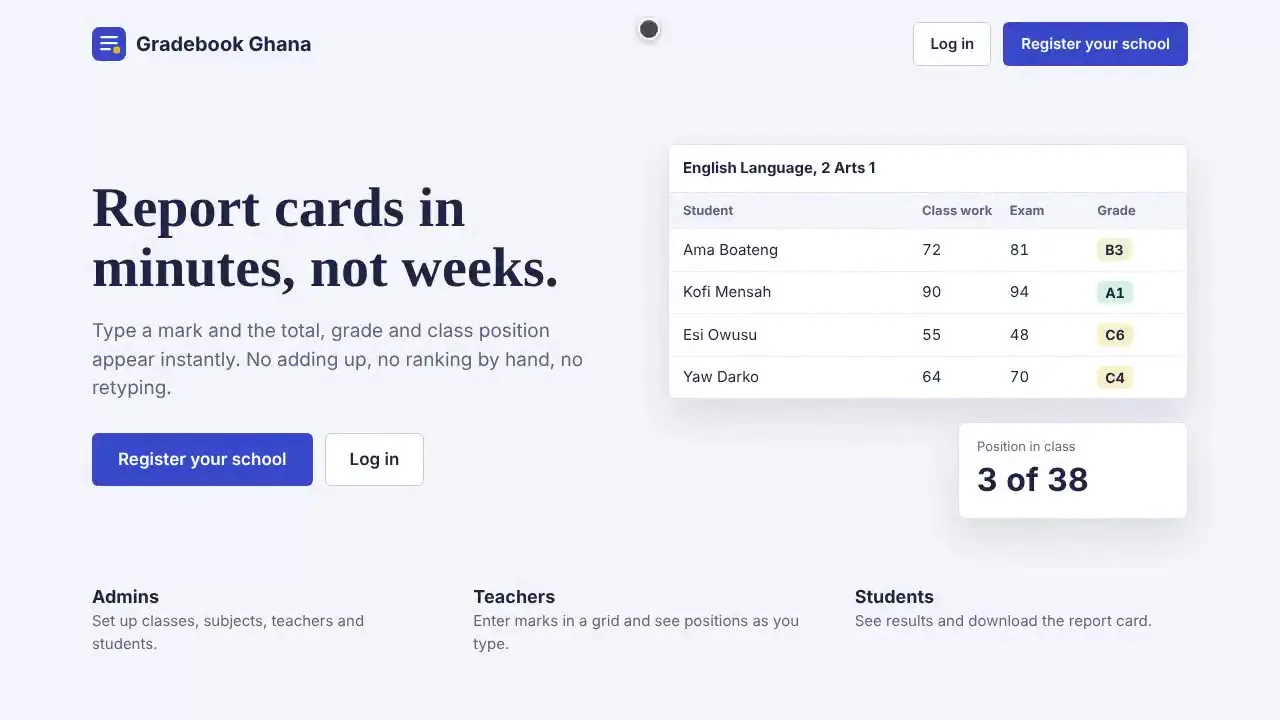 Gradebook Ghana
Log in
Register your school
Report cards in
minutes, not weeks.
Type a mark and the total, grade and class position
appear instantly. No adding up, no ranking by hand, no
retyping.
Register your school
Log in
English Language, 2 Arts 1
Student Class work Exam Grade
Ama Boateng 72 81 B3
Kofi Mensah 90 94 A1
Esi Owusu 55 48 C6
Yaw Darko 64 70 C4
Position in class
3 of 38
Admins
Set up classes, subjects, teachers and
students.
Teachers
Enter marks in a grid and see positions as you
type.
Students
See results and download the report card.